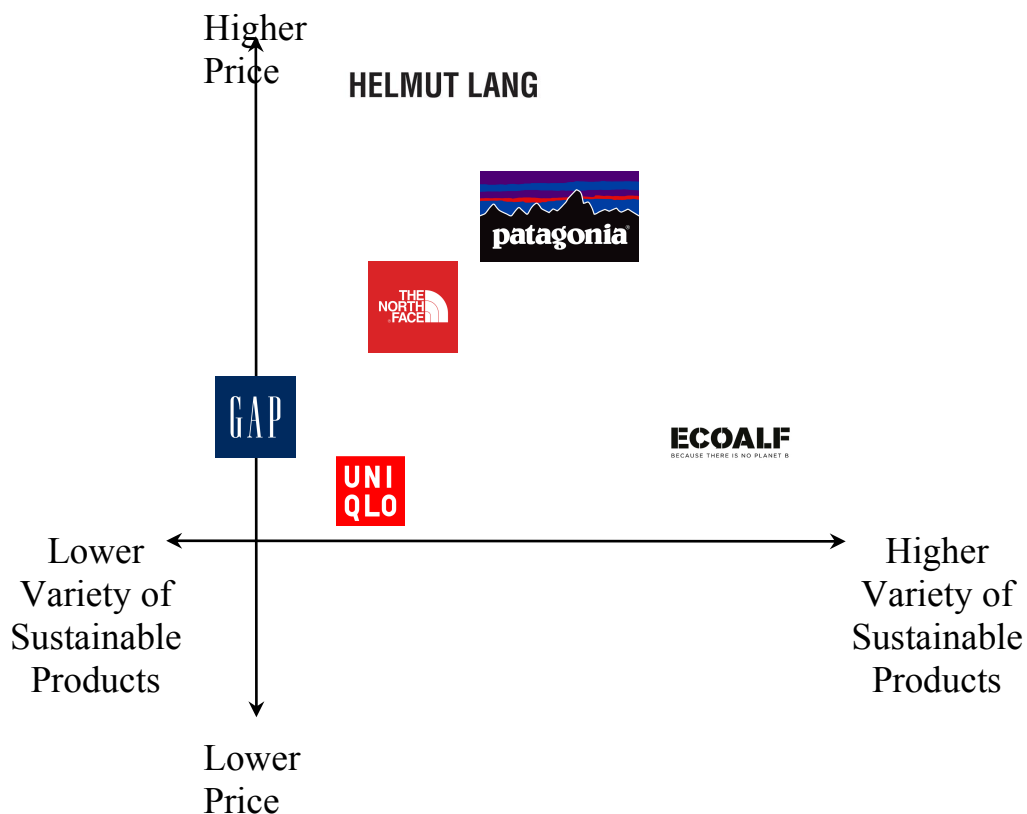 Higher
Price
HELMUT LANG
patagonia®
THE
NORTH
FACE
GAP
ECOALF
BECAUSE THERE IS NO PLANET B
UNI
QLO
Lower
Variety of
Sustainable
Products
Higher
Variety of
Sustainable
Products
Lower
Price